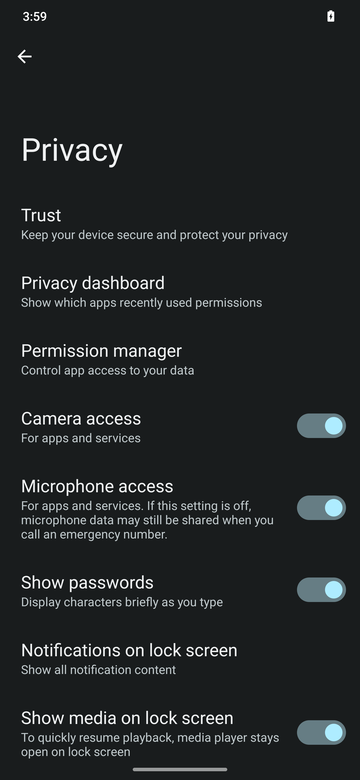 3:59
Privacy
Trust
Keep your device secure and protect your privacy
Privacy dashboard
Show which apps recently used permissions
Permission manager
Control app access to your data
Camera access
For apps and services
Microphone access
For apps and services. If this setting is off,
microphone data may still be shared when you
call an emergency number.
Show passwords
Display characters briefly as you type
Notifications on lock screen
Show all notification content
Show media on lock screen
To quickly resume playback, media player stays
open on lock screen